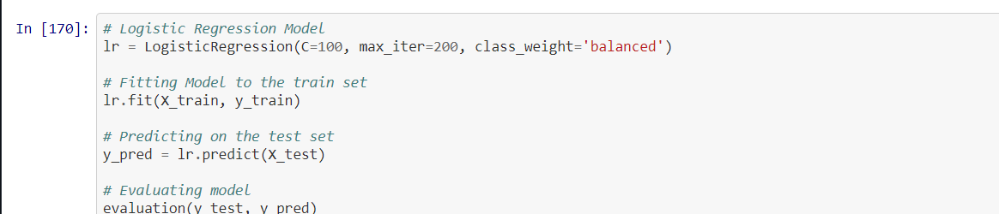 In [170]: # Logistic Regression Model
lr = LogisticRegression(C=100, max_iter=200, class_weight='balanced')
# Fitting Model to the train set
lr.fit(X_train, y_train)
# Predicting on the test set
y_pred = lr.predict(X_test)
# Evaluating model
evaluation(y_test, y_pred)